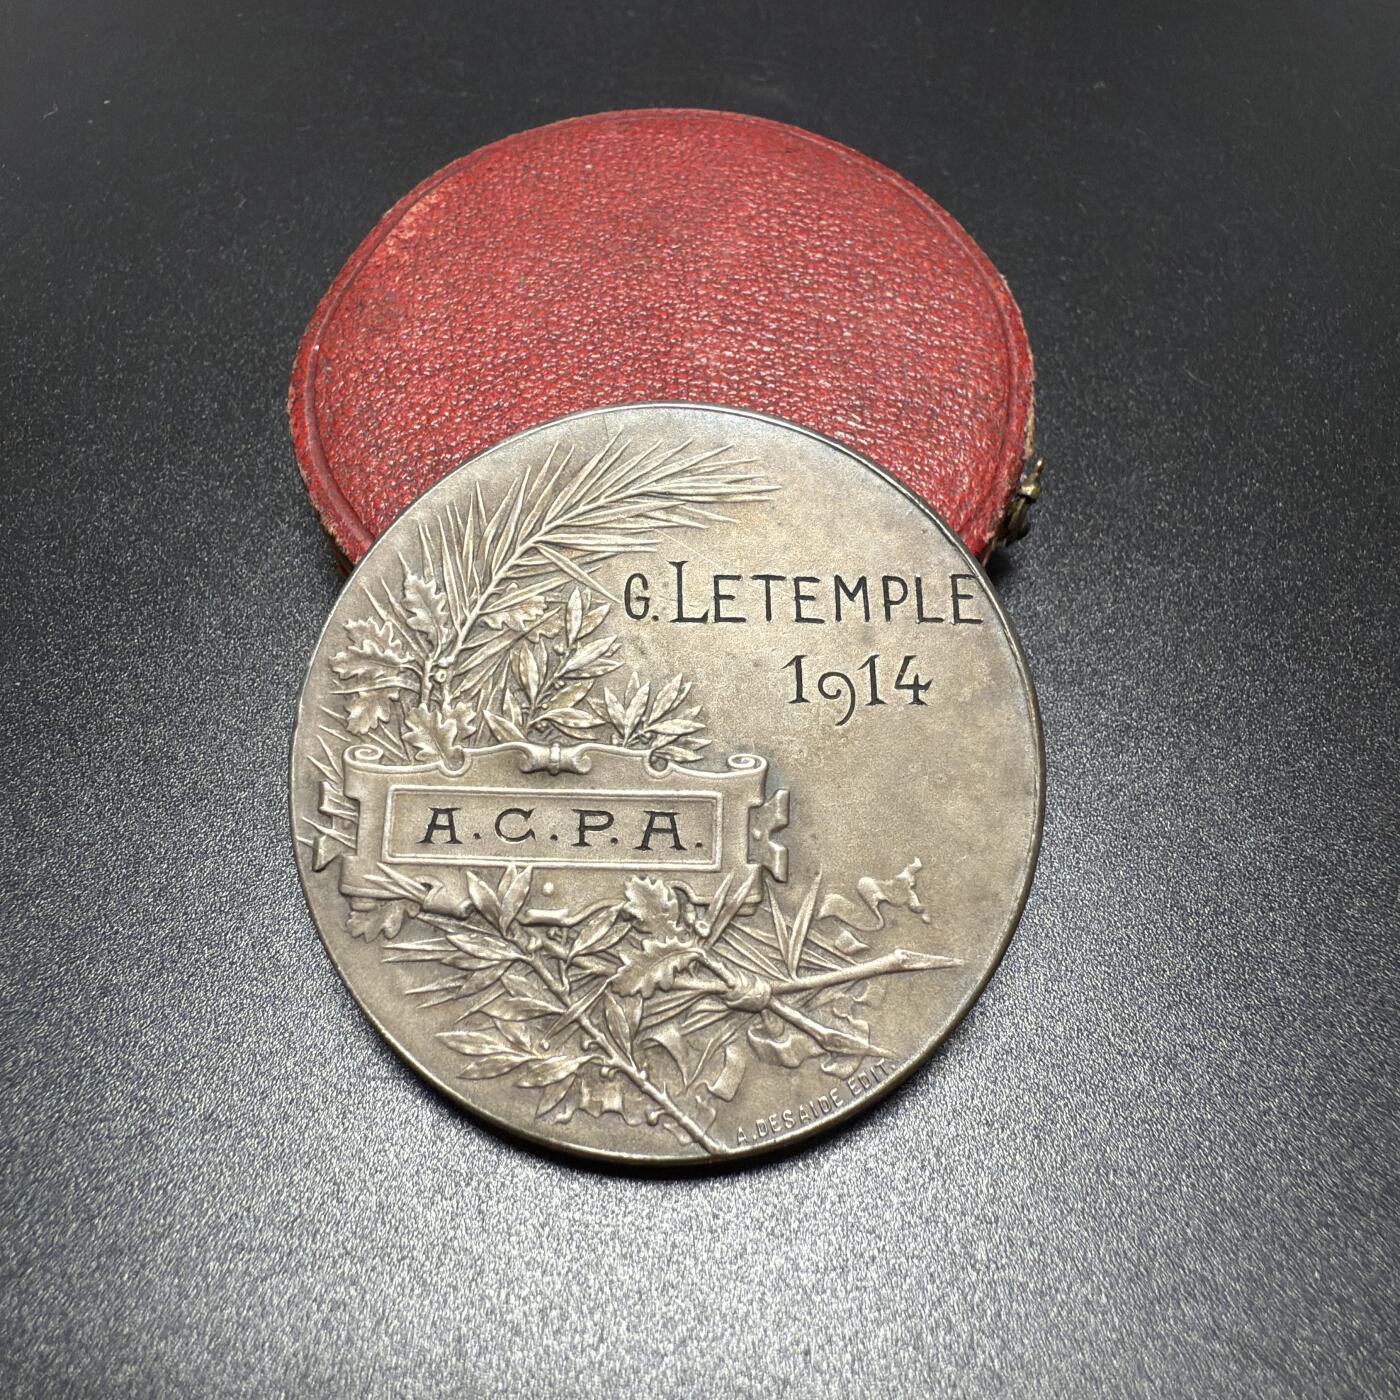 G. LETEMPLE
1914
A.C.P.A.
A.DESAIDE EDIT.